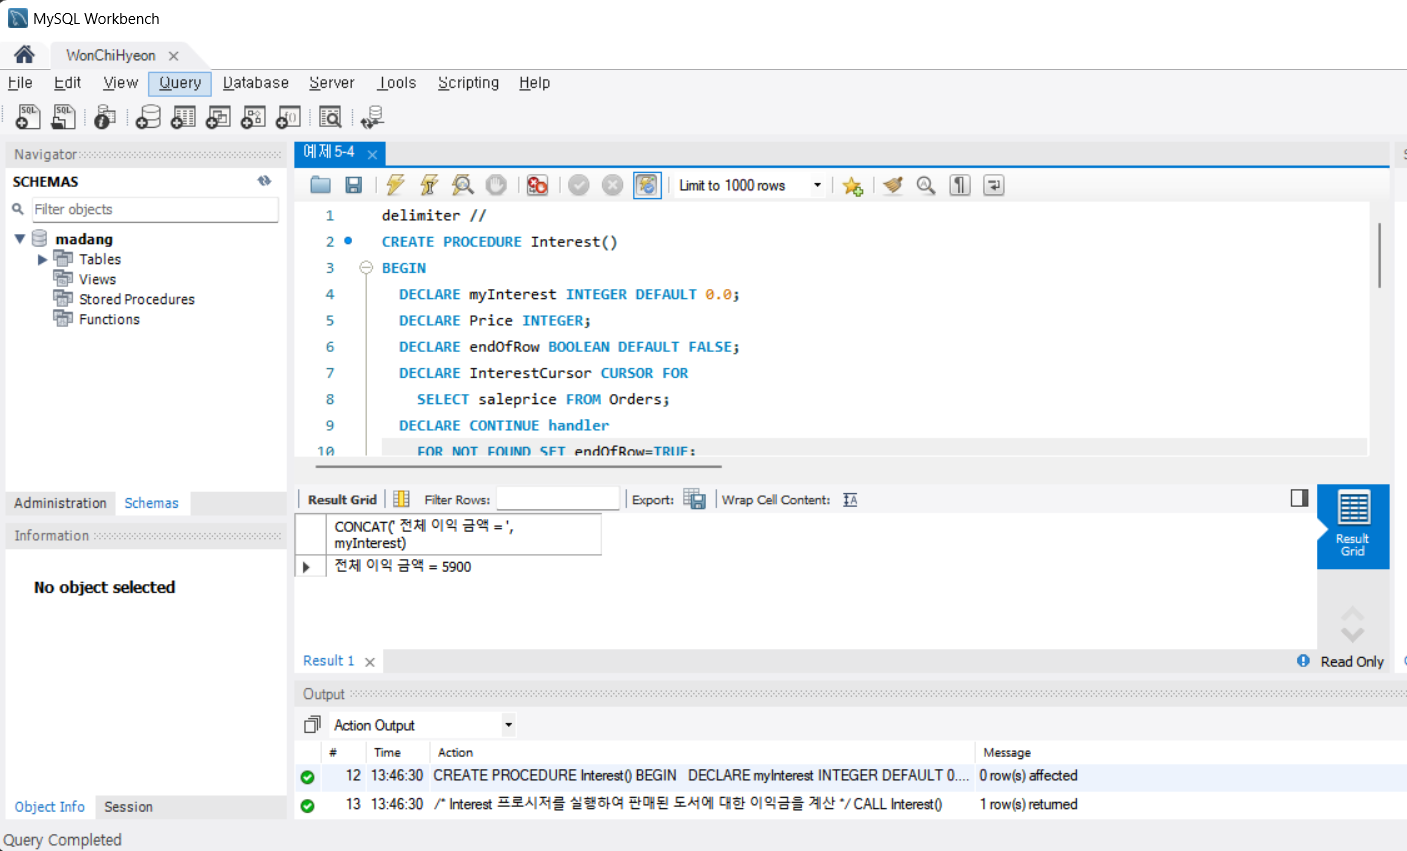 MySQL Workbench
WonChiHyeon
File Edit View Query Database Server Tools Scripting Help
Navigator
SCHEMAS
Filter objects
madang
Tables
Views
Stored Procedures
Functions
Administration Schemas
Information
No object selected
Object Info Session
예제 5-4
Limit to 1000 rows
1 delimiter //
2 CREATE PROCEDURE Interest()
3 BEGIN
4 DECLARE myInterest INTEGER DEFAULT 0.0;
5 DECLARE Price INTEGER;
6 DECLARE endOfRow BOOLEAN DEFAULT FALSE;
7 DECLARE InterestCursor CURSOR FOR
8 SELECT saleprice FROM Orders;
9 DECLARE CONTINUE handler
10 FOR NOT FOUND SET endOfRow=TRUE;
Result Grid Filter Rows: Export: Wrap Cell Content:
CONCAT(' 전체 이익 금액 = ',
myInterest)
전체 이익 금액 = 5900
Result
Grid
Result 1
Read Only
Output
Action Output
# Time Action Message
12 13:46:30 CREATE PROCEDURE Interest() BEGIN DECLARE myInterest INTEGER DEFAULT 0.... 0 row(s) affected
13 13:46:30 /* Interest 프로시저를 실행하여 판매된 도서에 대한 이익금을 계산 */ CALL Interest() 1 row(s) returned
Query Completed